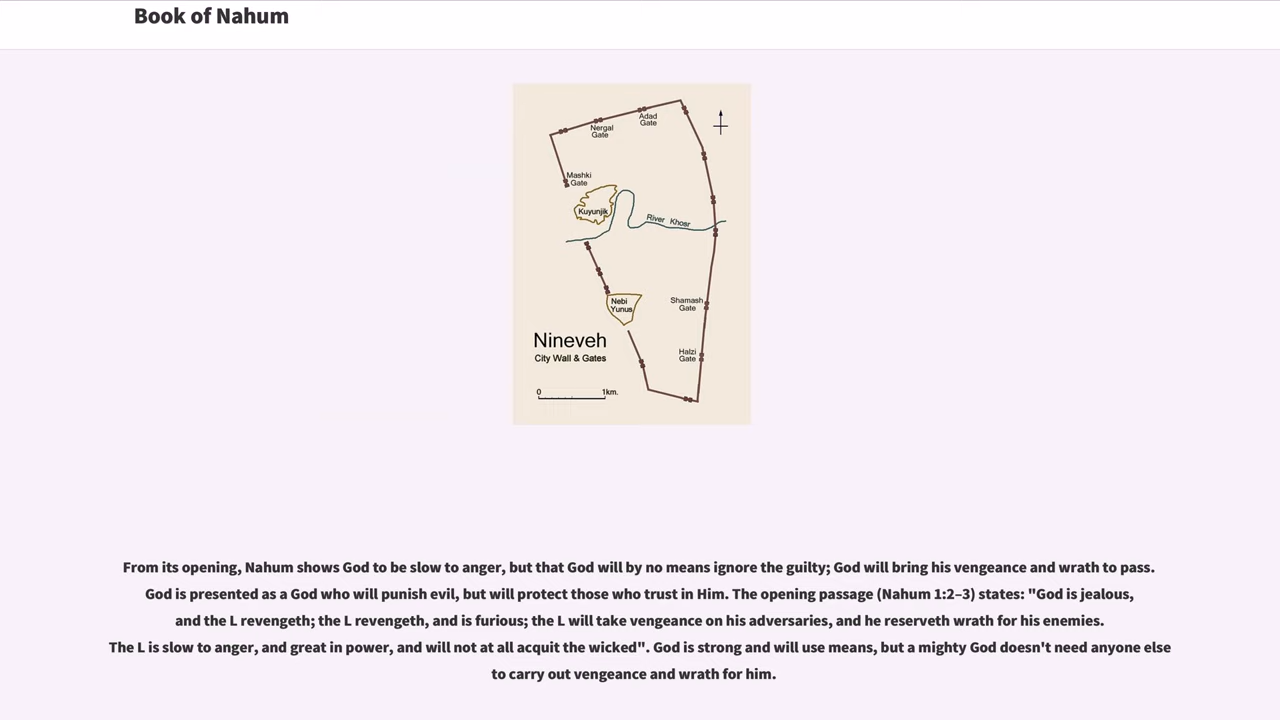 Book of Nahum
Adad
Gate
Nergal
Gate
Mashki
Gate
Kuyunjik
River Khosr
Nebi
Yunus
Shamash
Gate
Halzi
Gate
Nineveh
City Wall & Gates
0 1km.
From its opening, Nahum shows God to be slow to anger, but that God will by no means ignore the guilty; God will bring his vengeance and wrath to pass.
God is presented as a God who will punish evil, but will protect those who trust in Him. The opening passage (Nahum 1:2–3) states: "God is jealous,
and the L revengeth; the L revengeth, and is furious; the L will take vengeance on his adversaries, and he reserveth wrath for his enemies.
The L is slow to anger, and great in power, and will not at all acquit the wicked". God is strong and will use means, but a mighty God doesn't need anyone else
to carry out vengeance and wrath for him.